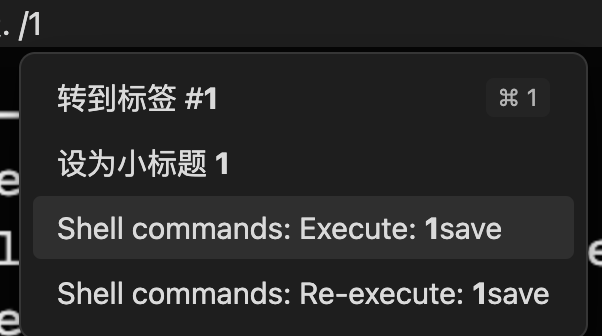 . /1
转到标签 #1 ⌘ 1
设为小标题 1
Shell commands: Execute: 1save
Shell commands: Re-execute: 1save